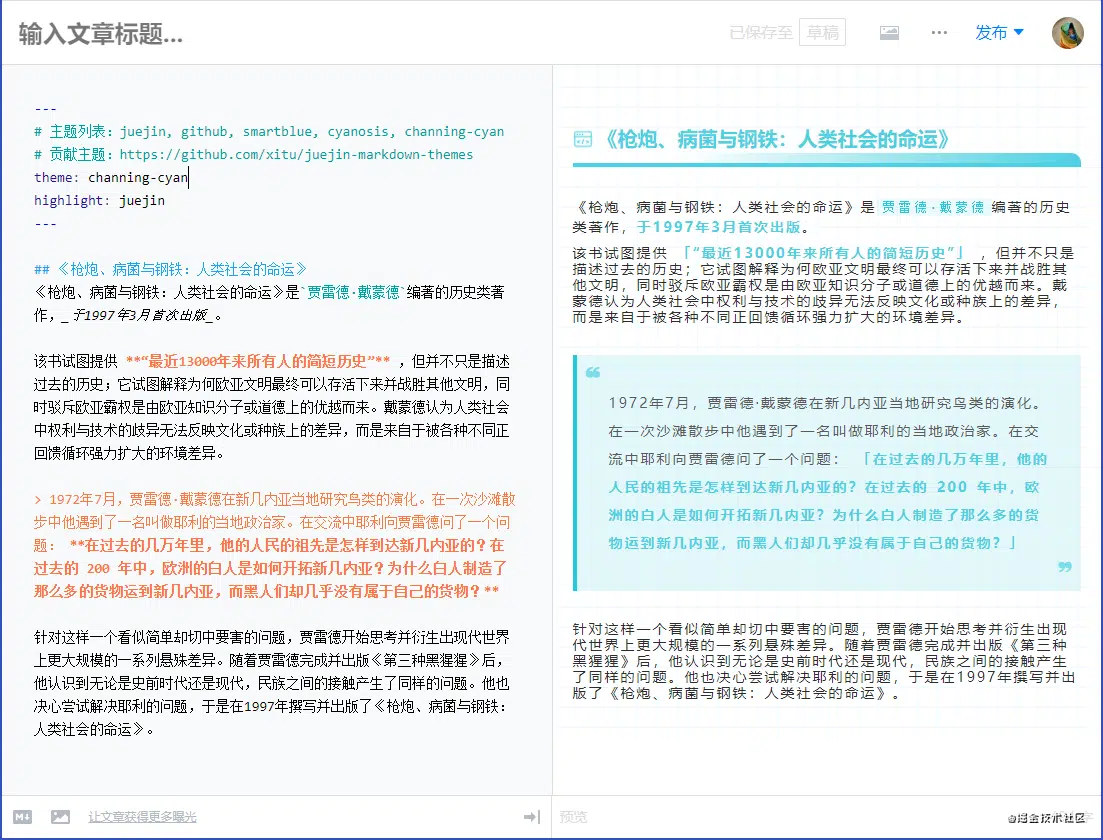 输入文章标题...
已保存至 草稿
发布
---
# 主题列表：juejin, github, smartblue, cyanosis, channing-cyan
# 贡献主题：https://github.com/xitu/juejin-markdown-themes
theme: channing-cyan
highlight: juejin
---
## 《枪炮、病菌与钢铁：人类社会的命运》
《枪炮、病菌与钢铁：人类社会的命运》是`贾雷德·戴蒙德`编著的历史类著
作，_于1997年3月首次出版_。
该书试图提供 **“最近13000年来所有人的简短历史”** ，但并不只是描述
过去的历史；它试图解释为何欧亚文明最终可以存活下来并战胜其他文明，同
时驳斥欧亚霸权是由欧亚知识分子或道德上的优越而来。戴蒙德认为人类社会
中权利与技术的歧异无法反映文化或种族上的差异，而是来自于被各种不同正
回馈循环强力扩大的环境差异。
> 1972年7月，贾雷德·戴蒙德在新几内亚当地研究鸟类的演化。在一次沙滩散
步中他遇到了一名叫做耶利的当地政治家。在交流中耶利向贾雷德问了一个问
题： **在过去的几万年里，他的人民的祖先是怎样到达新几内亚的？在
过去的 200 年中，欧洲的白人是如何开拓新几内亚？为什么白人制造了
那么多的货物运到新几内亚，而黑人们却几乎没有属于自己的货物？**
针对这样一个看似简单却切中要害的问题，贾雷德开始思考并衍生出现代世界
上更大规模的一系列悬殊差异。随着贾雷德完成并出版《第三种黑猩猩》后，
他认识到无论是史前时代还是现代，民族之间的接触产生了同样的问题。他也
决心尝试解决耶利的问题，于是在1997年撰写并出版了《枪炮、病菌与钢铁：
人类社会的命运》。
让文章获得更多曝光
《枪炮、病菌与钢铁：人类社会的命运》
《枪炮、病菌与钢铁：人类社会的命运》是 贾雷德·戴蒙德 编著的历史
类著作，于1997年3月首次出版。
该书试图提供 「“最近13000年来所有人的简短历史”」 ，但并不只是
描述过去的历史；它试图解释为何欧亚文明最终可以存活下来并战胜其
他文明，同时驳斥欧亚霸权是由欧亚知识分子或道德上的优越而来。戴
蒙德认为人类社会中权利与技术的歧异无法反映文化或种族上的差异，
而是来自于被各种不同正回馈循环强力扩大的环境差异。
❝
1972年7月，贾雷德·戴蒙德在新几内亚当地研究鸟类的演化。
在一次沙滩散步中他遇到了一名叫做耶利的当地政治家。在交
流中耶利向贾雷德问了一个问题： 「在过去的几万年里，他的
人民的祖先是怎样到达新几内亚的？在过去的 200 年中，欧
洲的白人是如何开拓新几内亚？为什么白人制造了那么多的货
物运到新几内亚，而黑人们却几乎没有属于自己的货物？」
❞
针对这样一个看似简单却切中要害的问题，贾雷德开始思考并衍生出现
代世界上更大规模的一系列悬殊差异。随着贾雷德完成并出版《第三种
黑猩猩》后，他认识到无论是史前时代还是现代，民族之间的接触产生
了同样的问题。他也决心尝试解决耶利的问题，于是在1997年撰写并出
版了《枪炮、病菌与钢铁：人类社会的命运》。
预览
@掘金技术社区